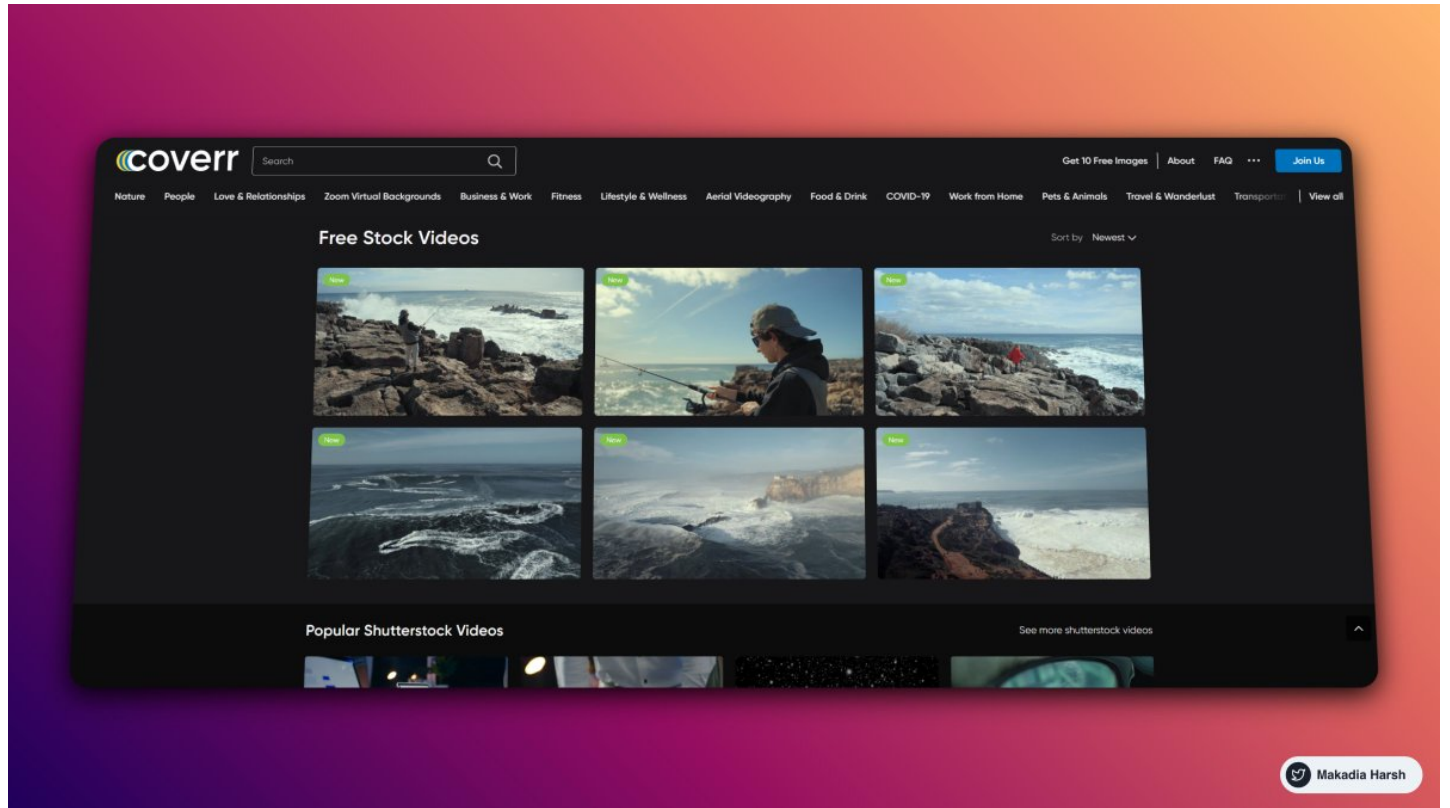 coverr
Search
Get 10 Free Images
About
FAQ
Join Us
Nature
People
Love & Relationships
Zoom Virtual Backgrounds
Business & Work
Fitness
Lifestyle & Wellness
Aerial Videography
Food & Drink
COVID-19
Work from Home
Pets & Animals
Travel & Wanderlust
View all
Free Stock Videos
Sort by Newest
New
New
New
New
New
New
Popular Shutterstock Videos
See more shutterstock videos
Makadia Harsh